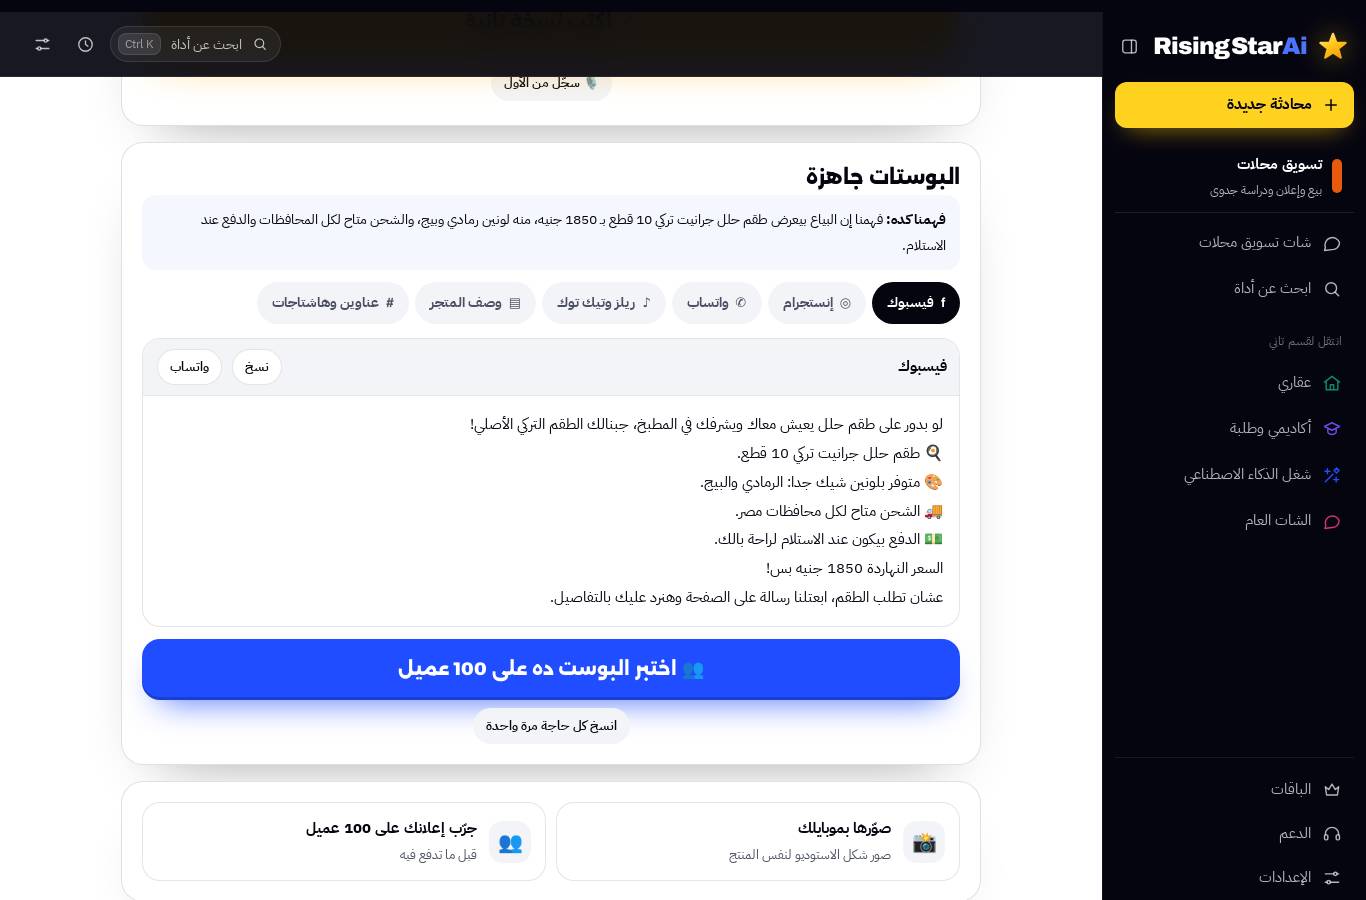 RisingStarAi
محادثة جديدة
تسويق محلات
بيع وإعلان ودراسة جدوى
شات تسويق محلات
ابحث عن أداة
انتقل لقسم تاني
عقاري
أكاديمي وطلبة
شغل الذكاء الاصطناعي
الشات العام
الباقات
الدعم
الإعدادات
ابحث عن أداة Ctrl K
اكتب نسخة تانية
سجّل من الأول
البوستات جاهزة
فهمنا كده: فهمنا إن البياع بيعرض طقم حلل جرانيت تركي 10 قطع بـ 1850 جنيه، منه لونين رمادي وبيج، والشحن متاح لكل المحافظات والدفع عند
الاستلام.
f فيسبوك
◎ إنستجرام
✆ واتساب
♪ ريلز وتيك توك
▤ وصف المتجر
# عناوين وهاشتاجات
فيسبوك
نسخ
واتساب
لو بدور على طقم حلل يعيش معاك ويشرفك في المطبخ، جبنالك الطقم التركي الأصلي!
🍳 طقم حلل جرانيت تركي 10 قطع.
🎨 متوفر بلونين شيك جدا: الرمادي والبيج.
🚚 الشحن متاح لكل محافظات مصر.
💵 الدفع بيكون عند الاستلام لراحة بالك.
السعر النهاردة 1850 جنيه بس!
عشان تطلب الطقم، ابعتلنا رسالة على الصفحة وهنرد عليك بالتفاصيل.
👥 اختبر البوست ده على 100 عميل
انسخ كل حاجة مرة واحدة
صوّرها بموبايلك
صور شكل الاستوديو لنفس المنتج
جرّب إعلانك على 100 عميل
قبل ما تدفع فيه